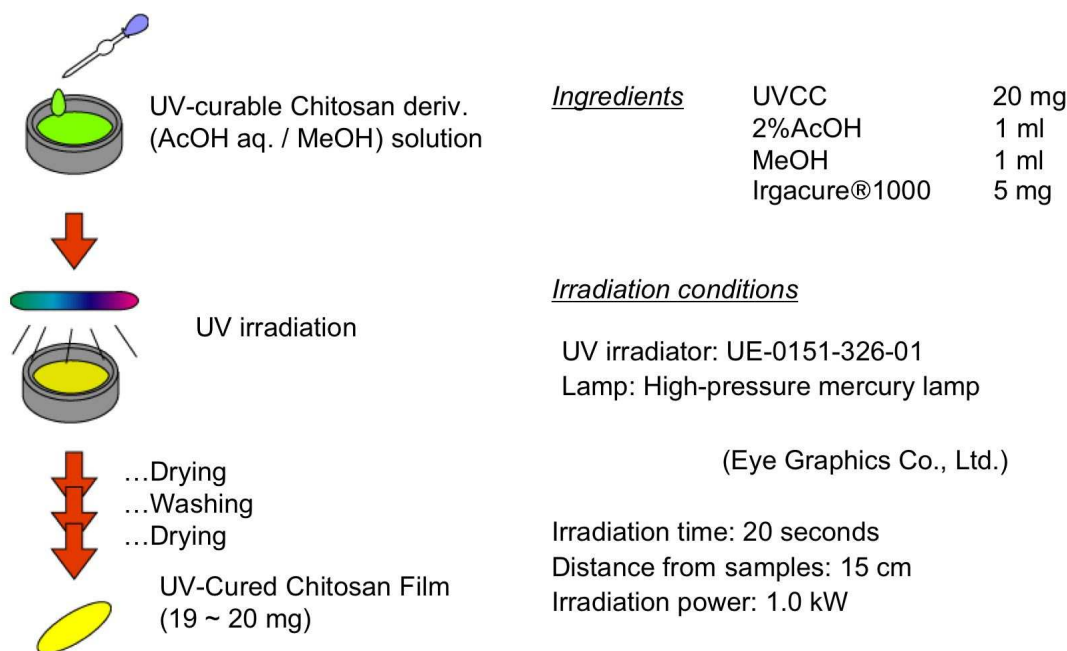 UV-curable Chitosan deriv.
(AcOH aq. / MeOH) solution
UV irradiation
…Drying
…Washing
…Drying
UV-Cured Chitosan Film
(19 ~ 20 mg)
Ingredients UVCC 20 mg
2%AcOH 1 ml
MeOH 1 ml
Irgacure®1000 5 mg
Irradiation conditions
UV irradiator: UE-0151-326-01
Lamp: High-pressure mercury lamp
(Eye Graphics Co., Ltd.)
Irradiation time: 20 seconds
Distance from samples: 15 cm
Irradiation power: 1.0 kW